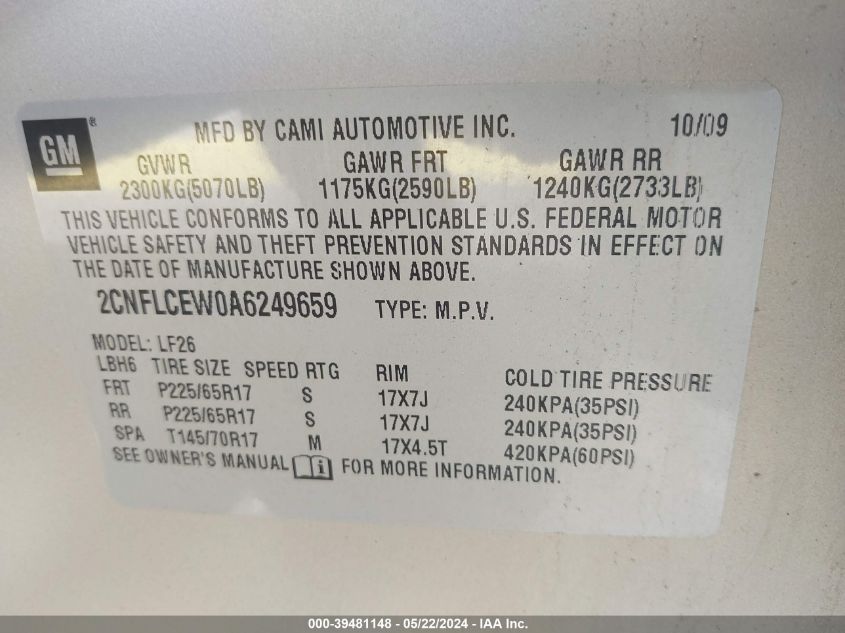 GM ®
MFD BY CAMI AUTOMOTIVE INC. 10/09
GVWR GAWR FRT GAWR RR
2300KG(5070LB) 1175KG(2590LB) 1240KG(2733LB)
THIS VEHICLE CONFORMS TO ALL APPLICABLE U.S. FEDERAL MOTOR
VEHICLE SAFETY AND THEFT PREVENTION STANDARDS IN EFFECT ON
THE DATE OF MANUFACTURE SHOWN ABOVE.
2CNFLCEW0A6249659 TYPE: M.P.V.
MODEL: LF26
LBH6 TIRE SIZE SPEED RTG RIM COLD TIRE PRESSURE
FRT P225/65R17 S 17X7J 240KPA(35PSI)
RR P225/65R17 S 17X7J 240KPA(35PSI)
SPA T145/70R17 M 17X4.5T 420KPA(60PSI)
SEE OWNER'S MANUAL i FOR MORE INFORMATION.
000-39481148 - 05/22/2024 - IAA Inc.